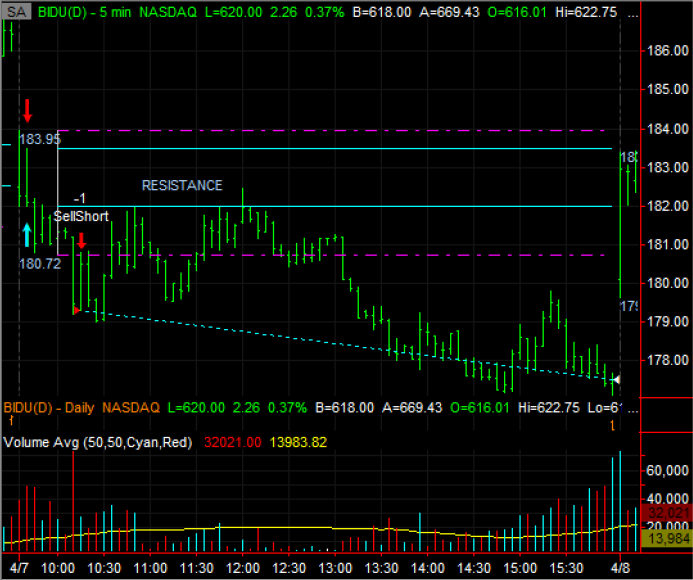 SA BIDU(D) - 5 min NASDAQ L=620.00 2.26 0.37% B=618.00 A=669.43 O=616.01 Hi=622.75 ...
186.00
185.00
184.00
183.95
183.00
RESISTANCE
-1
182.00
SellShort
181.00
180.72
180.00
179.00
178.00
BIDU(D) - Daily NASDAQ L=620.00 2.26 0.37% B=618.00 A=669.43 O=616.01 Hi=622.75 Lo=61 ...
Volume Avg (50,50,Cyan,Red) 32021.00 13983.82
60,000
40,000
32,021
20,000
13,984
4/7 10:00 10:30 11:00 11:30 12:00 12:30 13:00 13:30 14:00 14:30 15:00 15:30 4/8